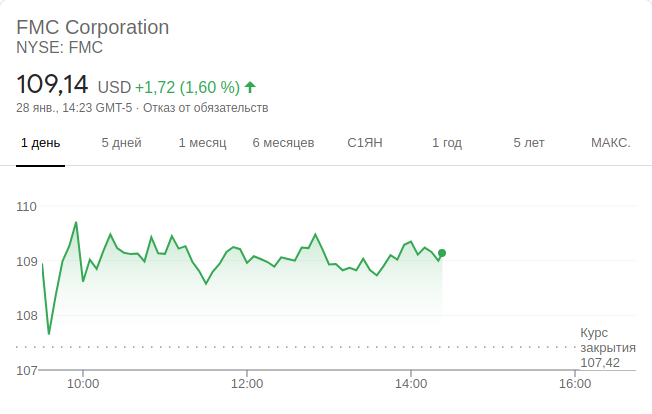 FMC Corporation
NYSE: FMC
109,14 USD +1,72 (1,60 %)
28 янв., 14:23 GMT-5 · Отказ от обязательств
1 день 5 дней 1 месяц 6 месяцев С1ЯН 1 год 5 лет МАКС.
110
109
108
107
Курс
закрытия
107,42
10:00 12:00 14:00 16:00